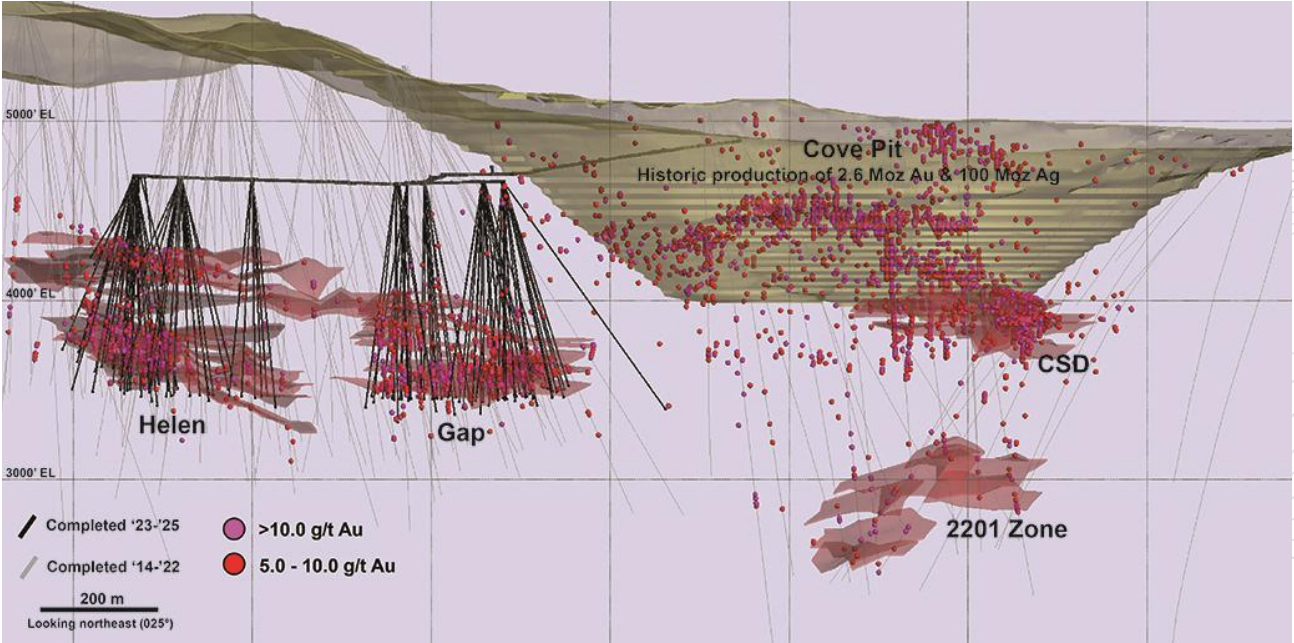 5000' EL
Cove Pit
Historic production of 2.6 Moz Au & 100 Moz Ag
4000' EL
CSD
Helen
Gap
3000' EL
Completed '23-'25
>10.0 g/t Au
2201 Zone
Completed '14-'22
5.0 - 10.0 g/t Au
200 m
Looking northeast (025°)